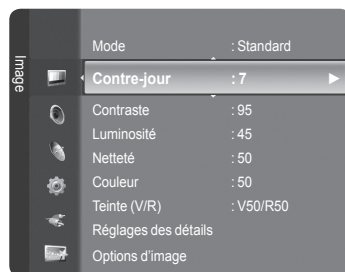 Image
Mode : Standard
Contre-jour : 7
Contraste : 95
Luminosité : 45
Netteté : 50
Couleur : 50
Teinte (V/R) : V50/R50
Réglages des détails
Options d'image